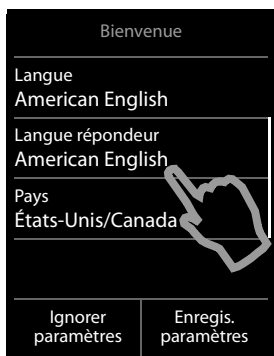 Bienvenue
Langue
American English
Langue répondeur
American English
Pays
États-Unis/Canada
Ignorer
paramètres
Enregis.
paramètres